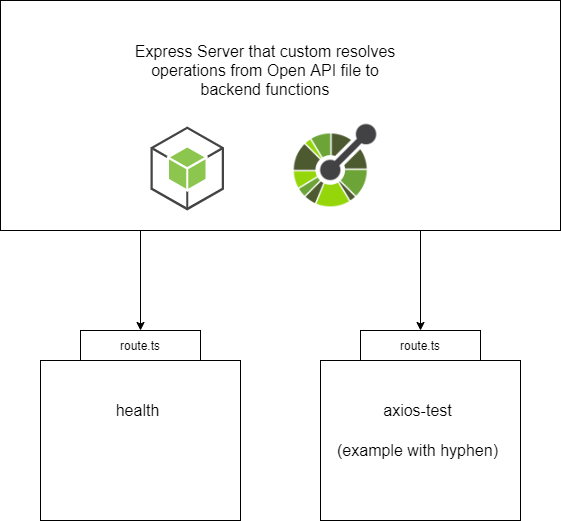 Express Server that custom resolves
operations from Open API file to
backend functions
route.ts
route.ts
health
axios-test
(example with hyphen)